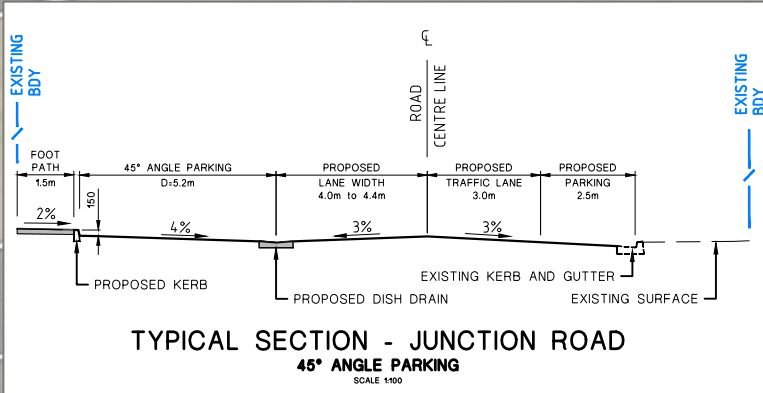 ℄
EXISTING
BDY
ROAD
CENTRE LINE
EXISTING
BDY
FOOT
PATH
1.5m
45° ANGLE PARKING
D=5.2m
PROPOSED
LANE WIDTH
4.0m to 4.4m
PROPOSED
TRAFFIC LANE
3.0m
PROPOSED
PARKING
2.5m
150
2%
4%
3%
3%
PROPOSED KERB
PROPOSED DISH DRAIN
EXISTING KERB AND GUTTER
EXISTING SURFACE
TYPICAL SECTION - JUNCTION ROAD
45° ANGLE PARKING
SCALE 1:100